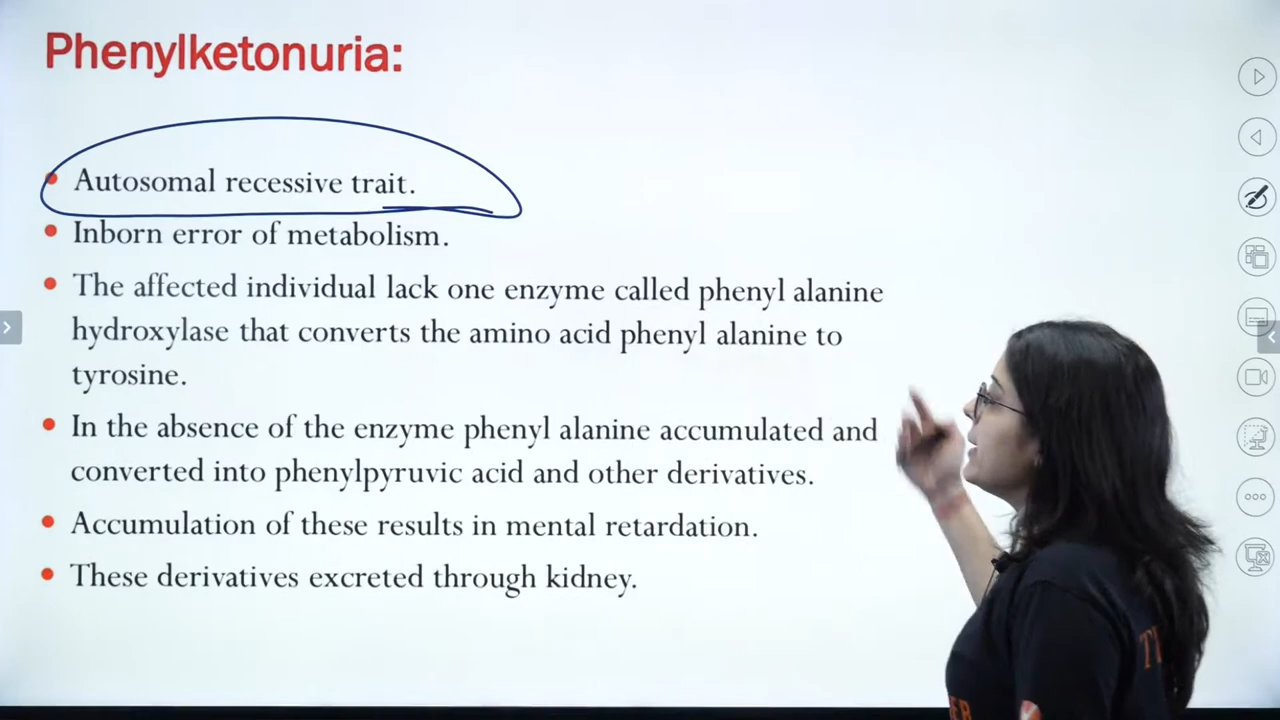 Phenylketonuria:
• Autosomal recessive trait.
• Inborn error of metabolism.
• The affected individual lack one enzyme called phenyl alanine
hydroxylase that converts the amino acid phenyl alanine to
tyrosine.
• In the absence of the enzyme phenyl alanine accumulated and
converted into phenylpyruvic acid and other derivatives.
• Accumulation of these results in mental retardation.
• These derivatives excreted through kidney.